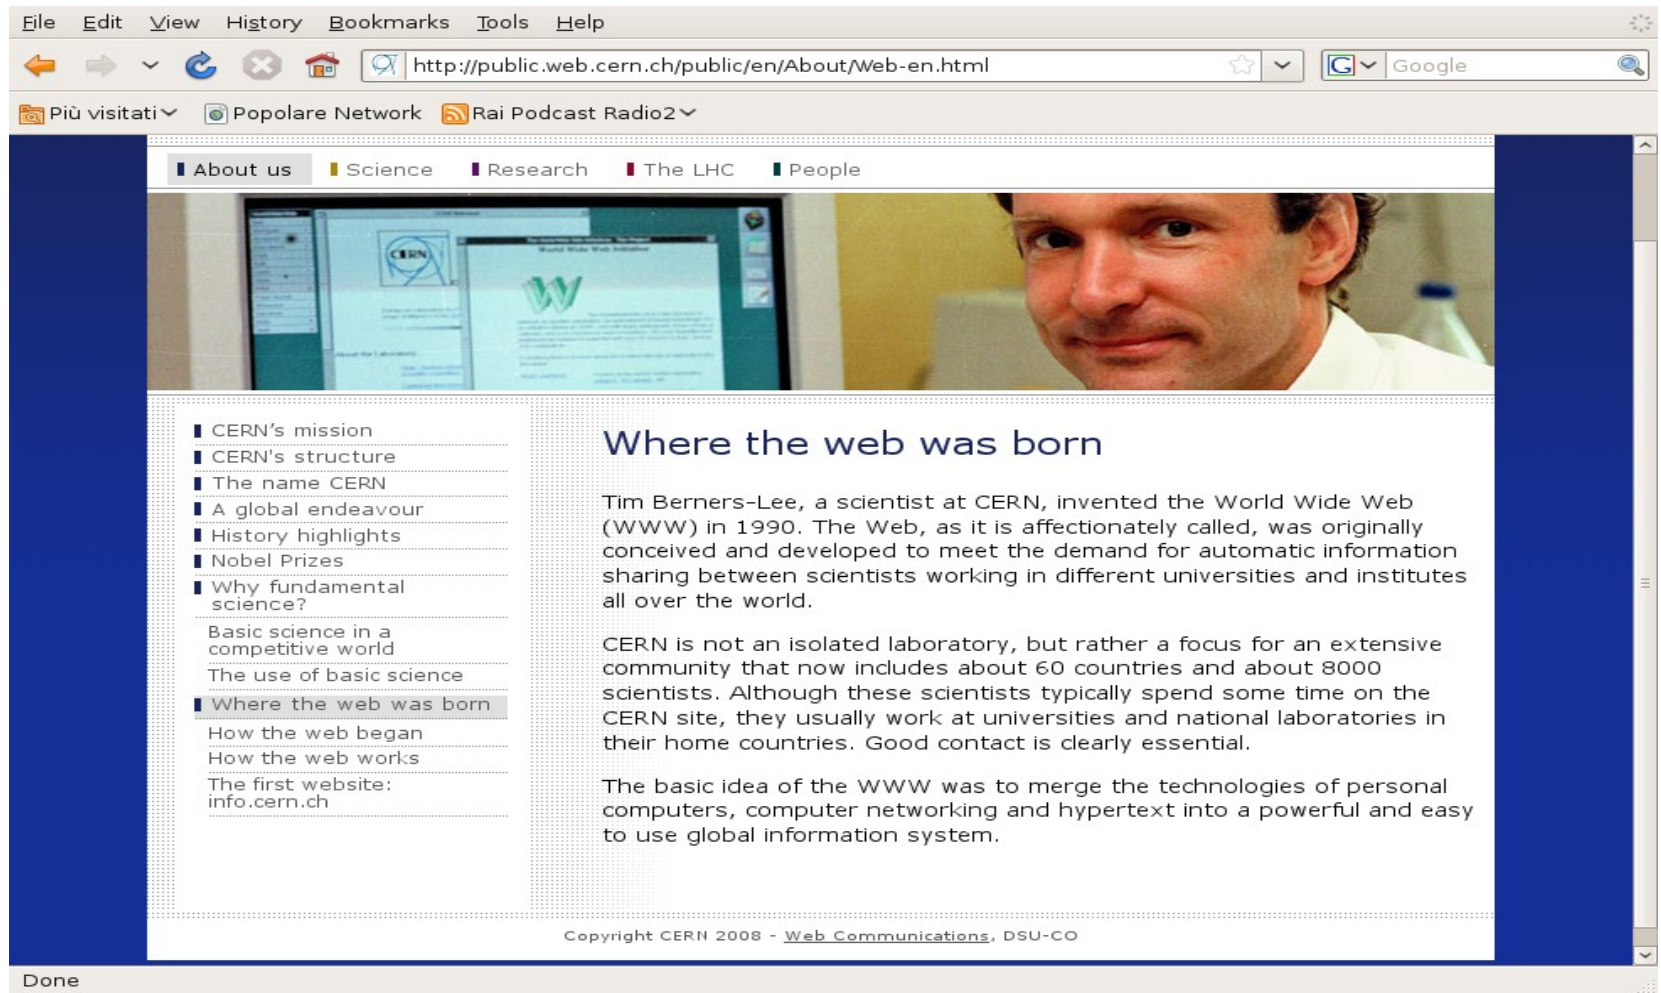 File Edit View History Bookmarks Tools Help
http://public.web.cern.ch/public/en/About/Web-en.html
Google
Più visitati Popolare Network Rai Podcast Radio2
About us Science Research The LHC People
CERN
World Wide Web
W
About the Laboratory
CERN’s mission
CERN's structure
The name CERN
A global endeavour
History highlights
Nobel Prizes
Why fundamental
science?
Basic science in a
competitive world
The use of basic science
Where the web was born
How the web began
How the web works
The first website:
info.cern.ch
Where the web was born
Tim Berners-Lee, a scientist at CERN, invented the World Wide Web
(WWW) in 1990. The Web, as it is affectionately called, was originally
conceived and developed to meet the demand for automatic information
sharing between scientists working in different universities and institutes
all over the world.
CERN is not an isolated laboratory, but rather a focus for an extensive
community that now includes about 60 countries and about 8000
scientists. Although these scientists typically spend some time on the
CERN site, they usually work at universities and national laboratories in
their home countries. Good contact is clearly essential.
The basic idea of the WWW was to merge the technologies of personal
computers, computer networking and hypertext into a powerful and easy
to use global information system.
Copyright CERN 2008 - Web Communications, DSU-CO
Done